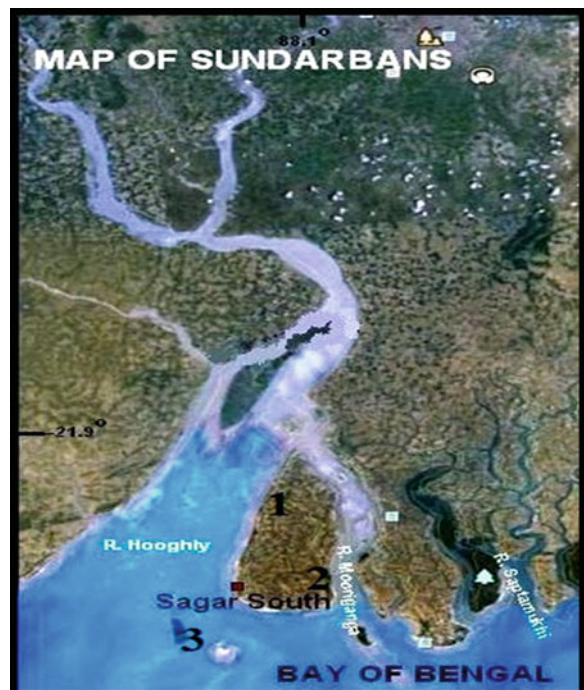 88.1°
MAP OF SUNDARBANS
21.9°
1
R. Hooghly
2
R. Mooriganga
Sagar South
R. Saptamukhi
3
BAY OF BENGAL